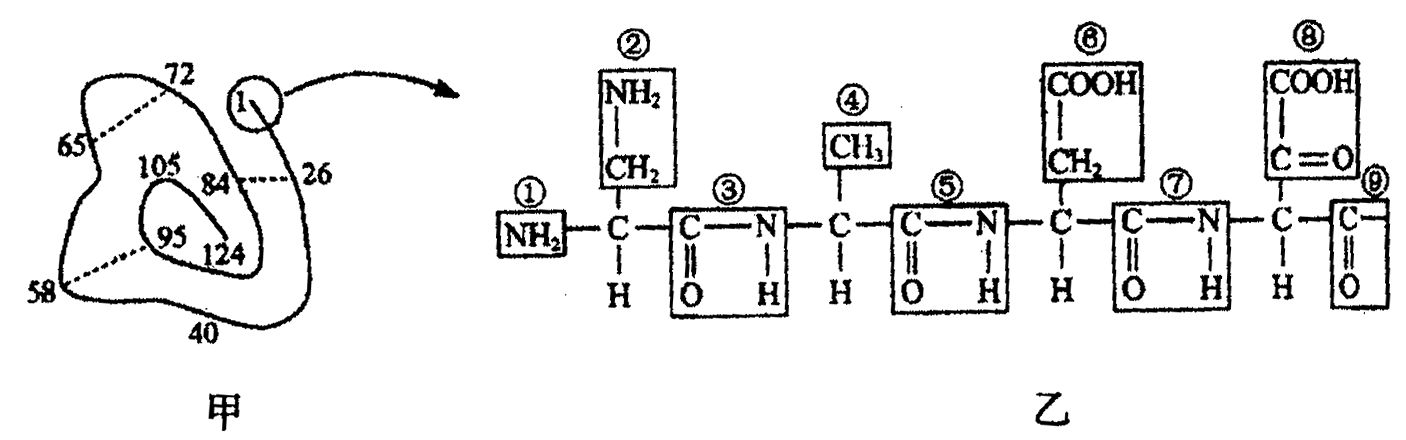 72
1
65
105
84
26
95
124
58
40
甲
② ④ ⑥ ⑧
NH₂ CH₃ COOH COOH
CH₂ CH₂ C=O
① ③ ⑤ ⑦ ⑨
NH₂ C C N C C N C C N C C
H O H H O H H O H H O
乙